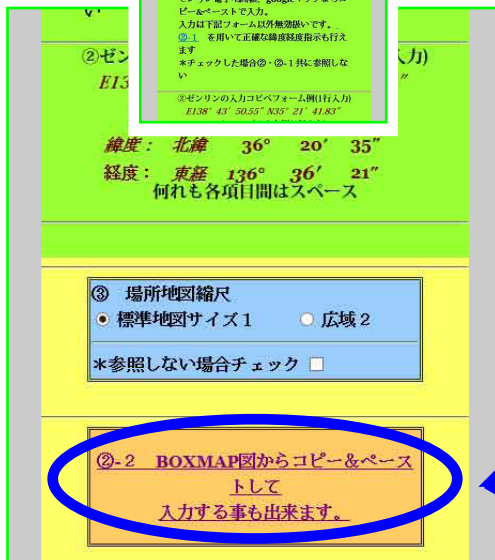 ピー&ペーストで入力。
入力は下記フォーム以外無効扱いです。
②-1 を用いて正確な緯度経度指示も行え
ます
*チェックした場合②・②-1共に参照しな
い
②ゼンリンの入力コピペフォーム例(1行入力)
E138° 43′ 50.55″ N35° 21′ 41.83″
い
②ゼン
力)
E13
緯度： 北緯 36° 20′ 35″
経度： 東経 136° 36′ 21″
何れも各項目間はスペース
③ 場所地図縮尺
標準地図サイズ１ 広域２
*参照しない場合チェック
②-２ BOXMAP図からコピー&ペース
トして
入力する事も出来ます。